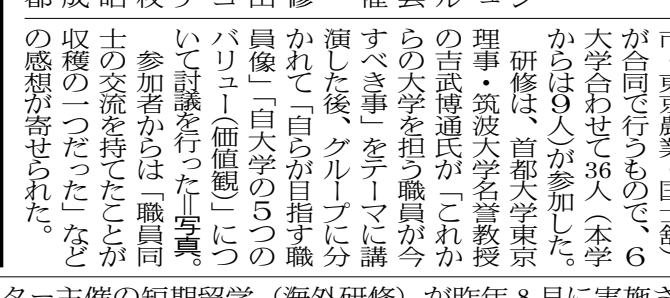 市・東京農業・国士舘）
が合同で行うもので、６
大学合わせて36人（本学
からは９人）が参加した。
研修は、首都大学東京
理事・筑波大学名誉教授
の吉武博通氏が「これか
らの大学を担う職員が今
すべき事」をテーマに講
演した後、グループに分
かれて「自らが目指す職
員像」「自大学の５つの
バリュー（価値観）」につ
いて討議を行った＝写真。
参加者からは「職員同
士の交流を持てたことが
収穫の一つだった」など
の感想が寄せられた。
ター主催の短期留学（海外研修）が昨年８月に実施さ